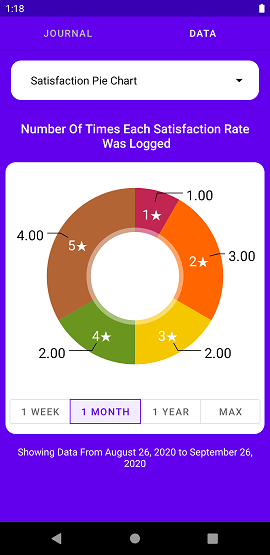 1:18
JOURNAL DATA
Satisfaction Pie Chart
Number Of Times Each Satisfaction Rate
Was Logged
1.00
1★
4.00
5★
2★
3.00
4★
3★
2.00
2.00
1 WEEK 1 MONTH 1 YEAR MAX
Showing Data From August 26, 2020 to September 26,
2020